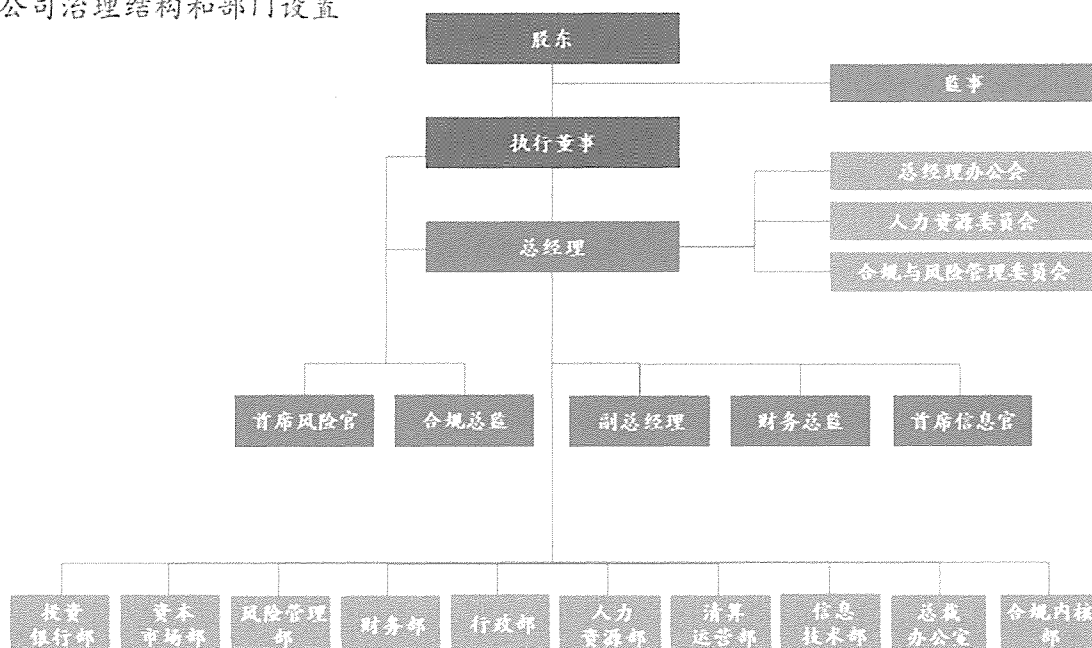 公司治理结构和部门设置
股东
监事
执行董事
总经理办公会
人力资源委员会
总经理
合规与风险管理委员会
首席风险官
合规总监
副总经理
财务总监
首席信息官
投资
银行部
资本
市场部
风险管理
部
财务部
行政部
人力
资源部
清算
运营部
信息
技术部
总裁
办公室
合规内核
部